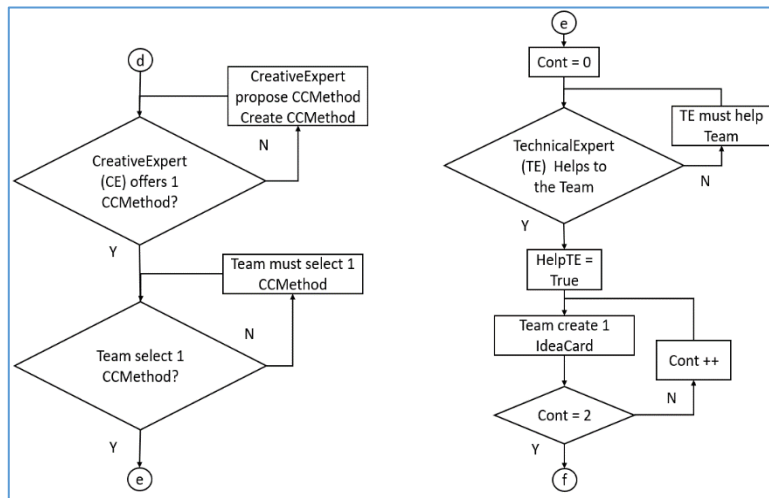 d
CreativeExpert
propose CCMethod
Create CCMethod
N
CreativeExpert
(CE) offers 1
CCMethod?
Y
Team must select 1
CCMethod
N
Team select 1
CCMethod?
Y
e
e
Cont = 0
TE must help
Team
TechnicalExpert
(TE) Helps to
the Team
N
Y
HelpTE =
True
Team create 1
IdeaCard
Cont ++
N
Cont = 2
Y
f